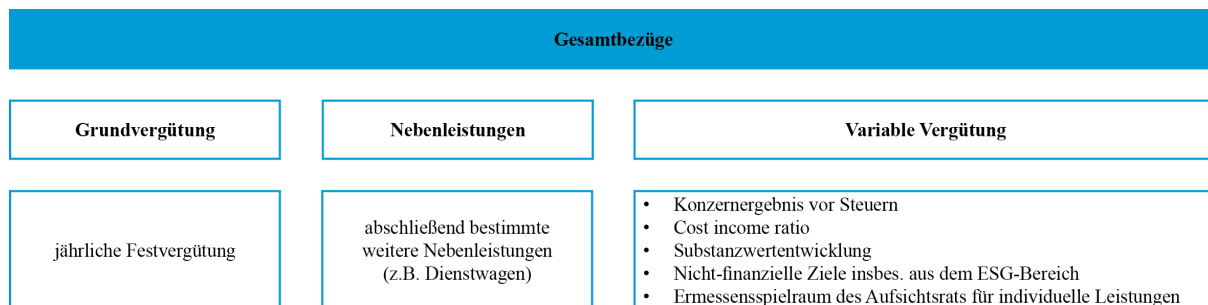 Gesamtbezüge
Grundvergütung
Nebenleistungen
Variable Vergütung
jährliche Festvergütung
abschließend bestimmte
weitere Nebenleistungen
(z.B. Dienstwagen)
• Konzernergebnis vor Steuern
• Cost income ratio
• Substanzwertentwicklung
• Nicht-finanzielle Ziele insbes. aus dem ESG-Bereich
• Ermessensspielraum des Aufsichtsrats für individuelle Leistungen